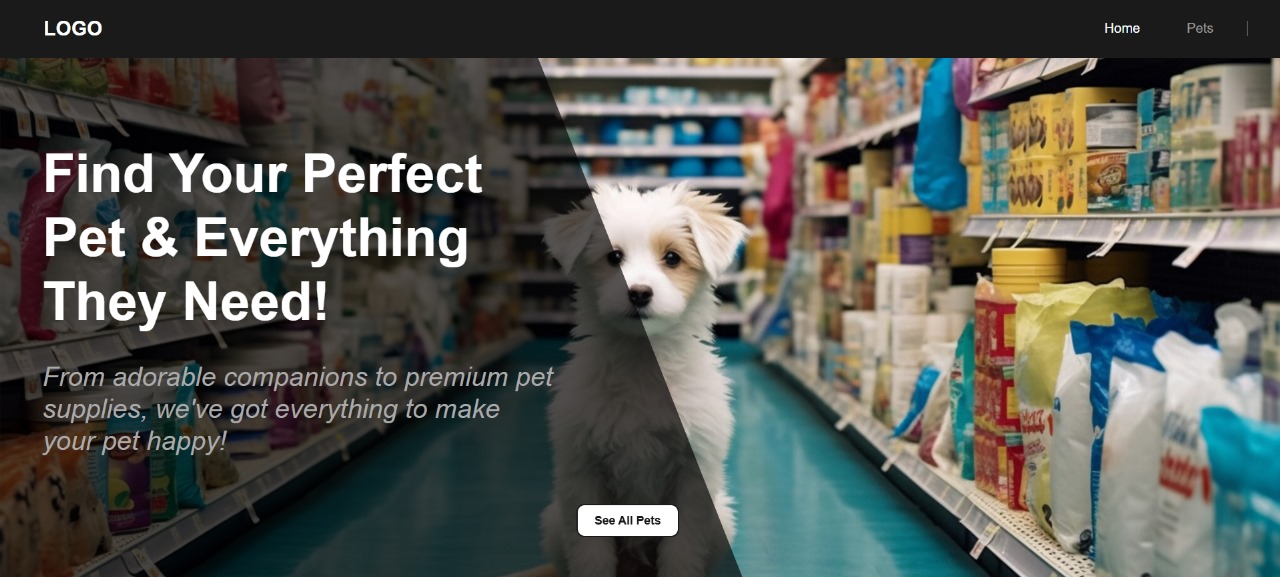 LOGO
Home
Pets
Find Your Perfect
Pet & Everything
They Need!
From adorable companions to premium pet
supplies, we've got everything to make
your pet happy!
See All Pets